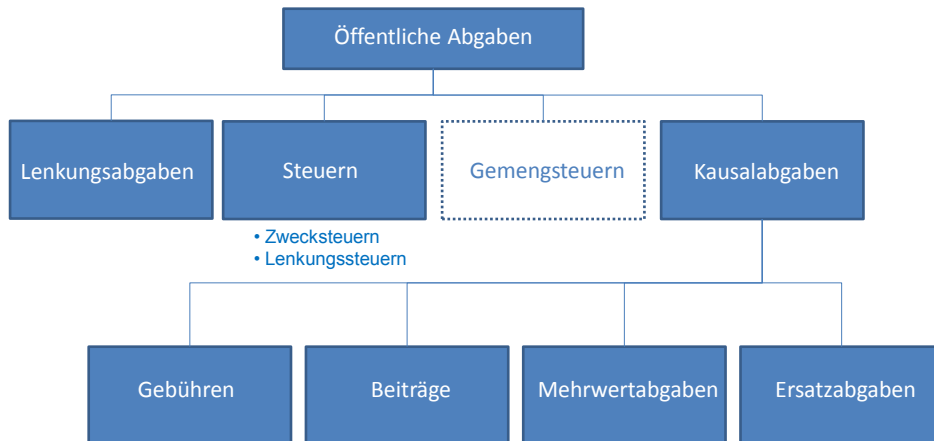 Öffentliche Abgaben
Lenkungsabgaben
Steuern
Gemengsteuern
Kausalabgaben
• Zwecksteuern
• Lenkungssteuern
Gebühren
Beiträge
Mehrwertabgaben
Ersatzabgaben